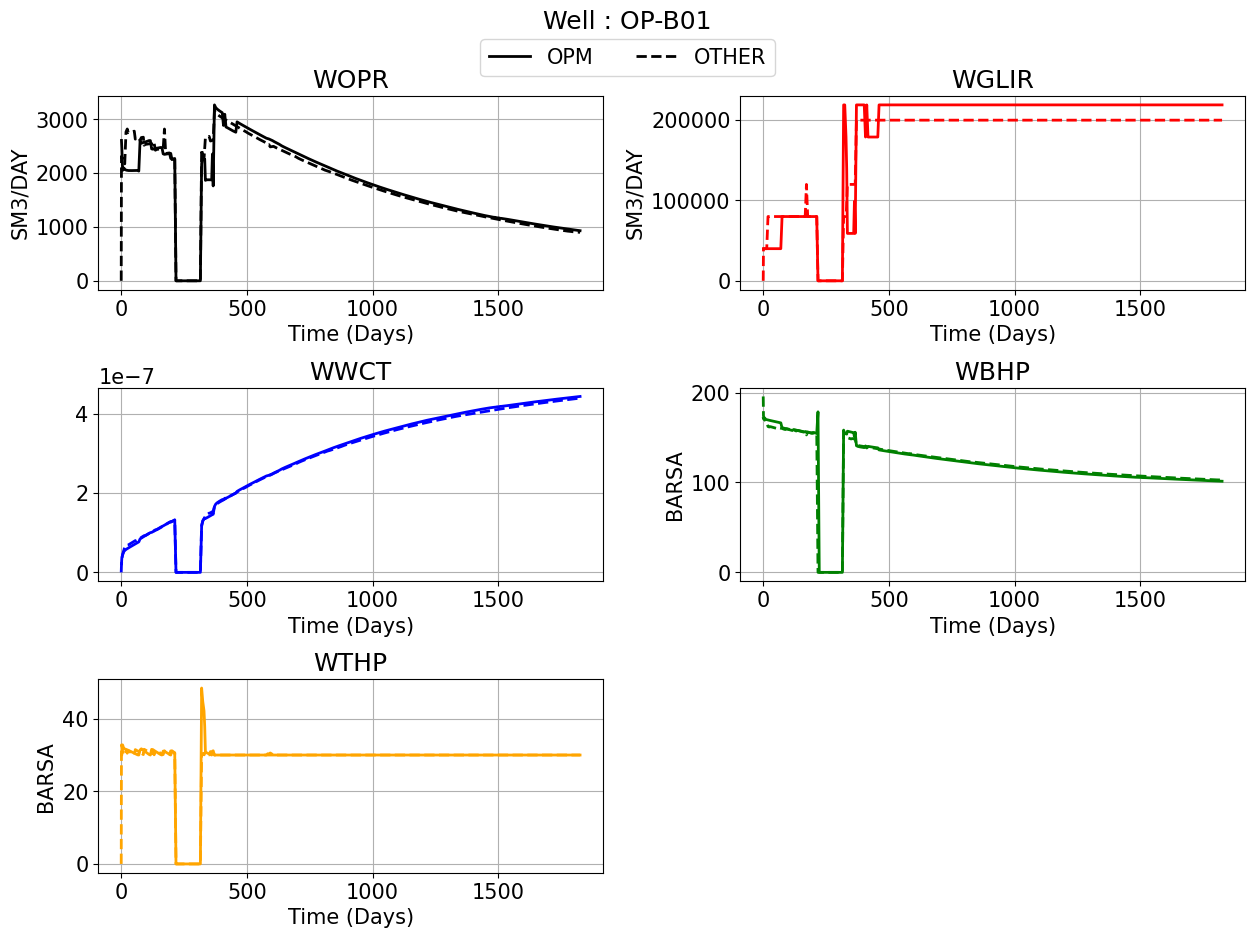 Well : OP-B01
OPM
OTHER
WOPR
SM3/DAY
3000
2000
1000
0
0 500 1000 1500
Time (Days)
WGLIR
SM3/DAY
200000
100000
0
0 500 1000 1500
Time (Days)
WWCT
1e−7
4
2
0
0 500 1000 1500
Time (Days)
WBHP
BARSA
200
100
0
0 500 1000 1500
Time (Days)
WTHP
BARSA
40
20
0
0 500 1000 1500
Time (Days)